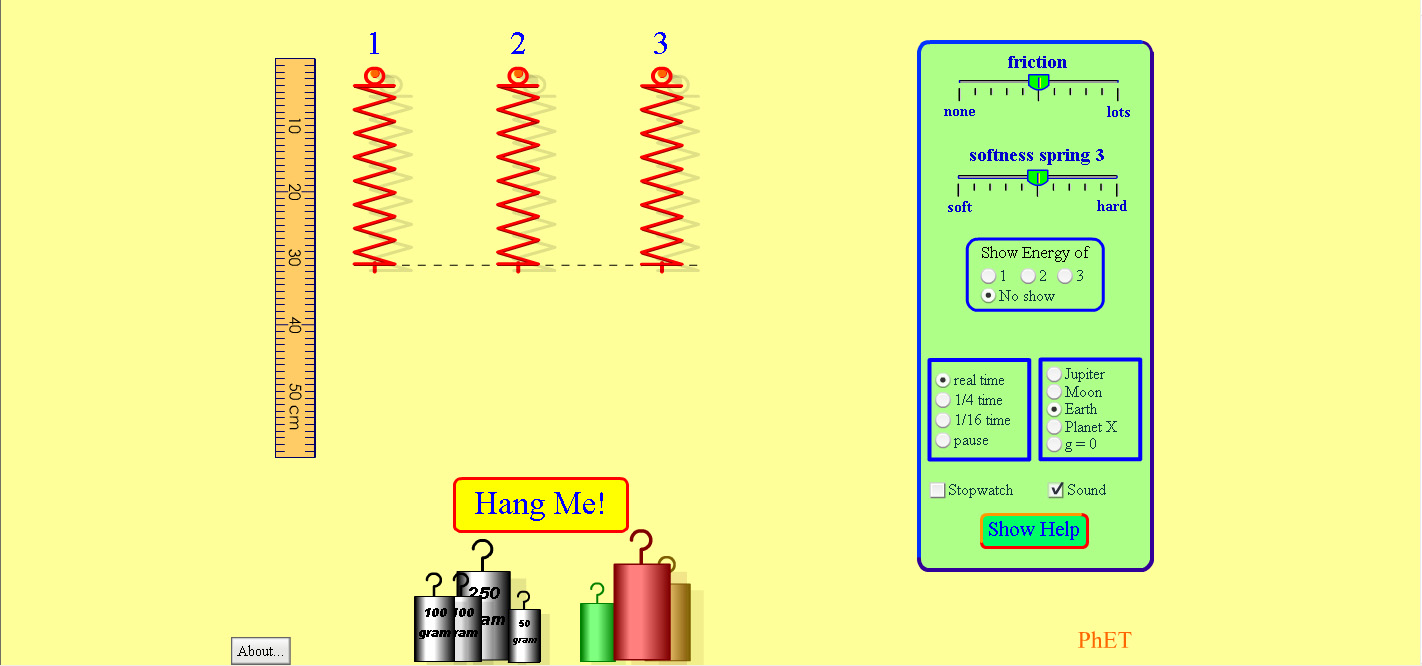 1 2 3
10
20
30
40
50 cm
friction
none lots
softness spring 3
soft hard
Show Energy of
1 2 3
No show
real time
1/4 time
1/16 time
pause
Jupiter
Moon
Earth
Planet X
g = 0
Stopwatch Sound
Show Help
Hang Me!
100
gram
250
50
gram
About...
PhET